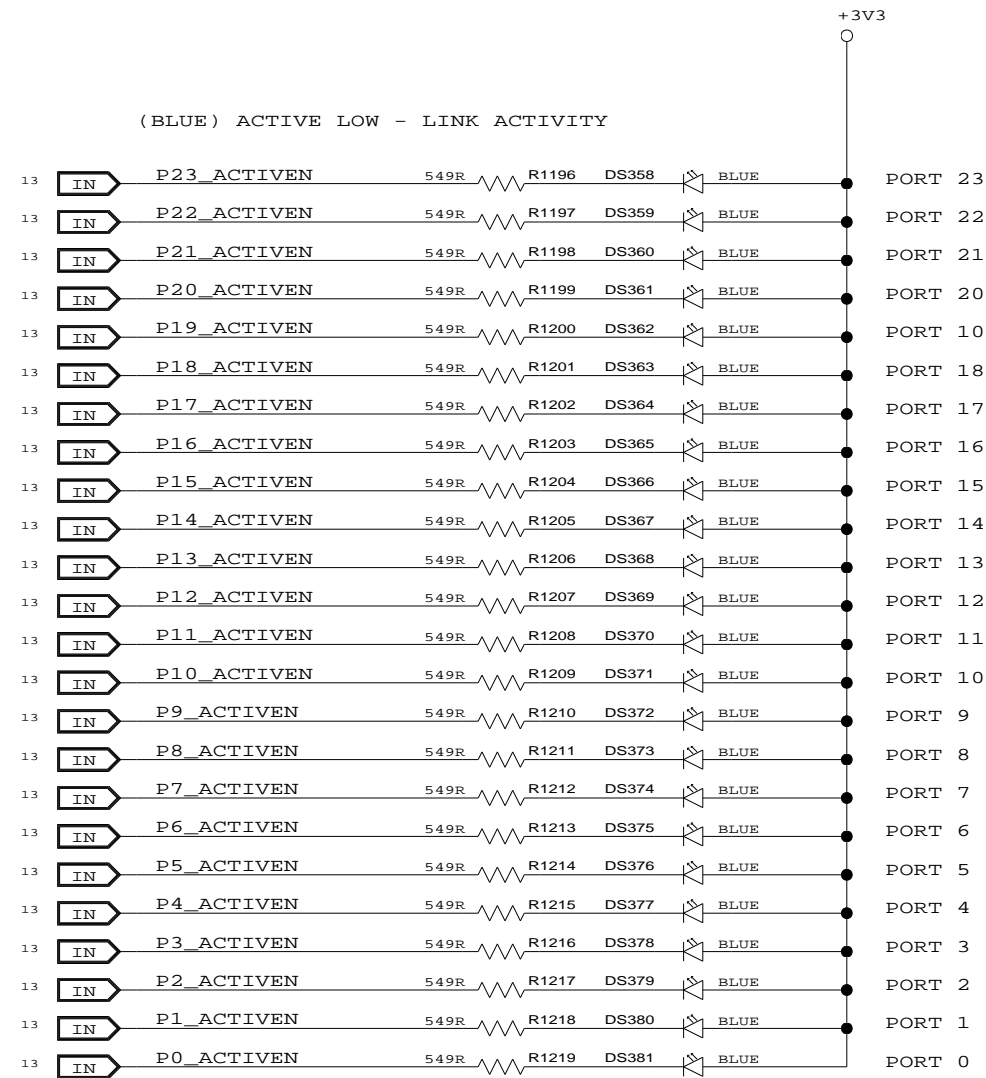 +3V3
(BLUE) ACTIVE LOW - LINK ACTIVITY
13 IN P23_ACTIVEN 549R R1196 DS358 BLUE PORT 23
13 IN P22_ACTIVEN 549R R1197 DS359 BLUE PORT 22
13 IN P21_ACTIVEN 549R R1198 DS360 BLUE PORT 21
13 IN P20_ACTIVEN 549R R1199 DS361 BLUE PORT 20
13 IN P19_ACTIVEN 549R R1200 DS362 BLUE PORT 10
13 IN P18_ACTIVEN 549R R1201 DS363 BLUE PORT 18
13 IN P17_ACTIVEN 549R R1202 DS364 BLUE PORT 17
13 IN P16_ACTIVEN 549R R1203 DS365 BLUE PORT 16
13 IN P15_ACTIVEN 549R R1204 DS366 BLUE PORT 15
13 IN P14_ACTIVEN 549R R1205 DS367 BLUE PORT 14
13 IN P13_ACTIVEN 549R R1206 DS368 BLUE PORT 13
13 IN P12_ACTIVEN 549R R1207 DS369 BLUE PORT 12
13 IN P11_ACTIVEN 549R R1208 DS370 BLUE PORT 11
13 IN P10_ACTIVEN 549R R1209 DS371 BLUE PORT 10
13 IN P9_ACTIVEN 549R R1210 DS372 BLUE PORT 9
13 IN P8_ACTIVEN 549R R1211 DS373 BLUE PORT 8
13 IN P7_ACTIVEN 549R R1212 DS374 BLUE PORT 7
13 IN P6_ACTIVEN 549R R1213 DS375 BLUE PORT 6
13 IN P5_ACTIVEN 549R R1214 DS376 BLUE PORT 5
13 IN P4_ACTIVEN 549R R1215 DS377 BLUE PORT 4
13 IN P3_ACTIVEN 549R R1216 DS378 BLUE PORT 3
13 IN P2_ACTIVEN 549R R1217 DS379 BLUE PORT 2
13 IN P1_ACTIVEN 549R R1218 DS380 BLUE PORT 1
13 IN P0_ACTIVEN 549R R1219 DS381 BLUE PORT 0